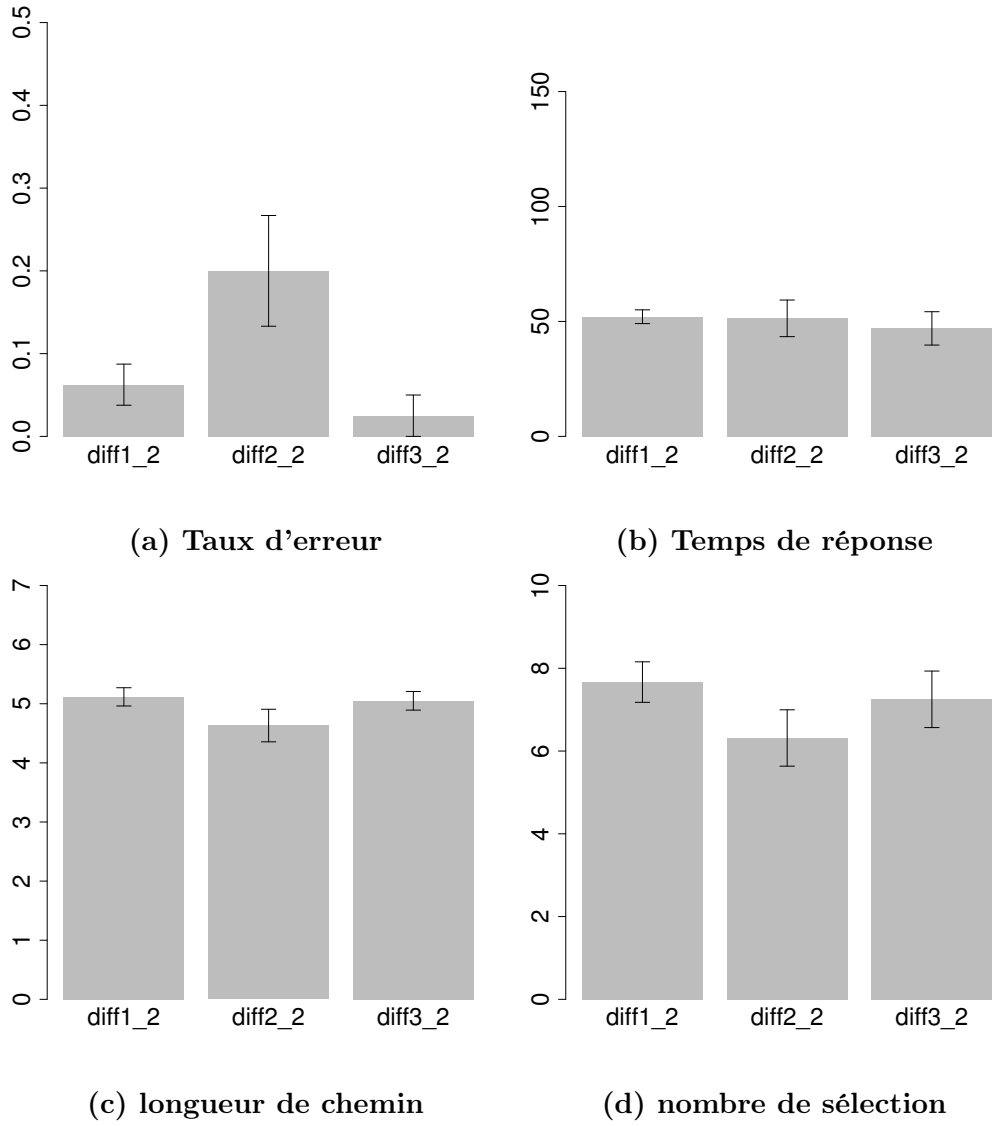 0.0 0.1 0.2 0.3 0.4 0.5
diff1_2 diff2_2 diff3_2
(a) Taux d'erreur
0 50 100 150
diff1_2 diff2_2 diff3_2
(b) Temps de réponse
0 1 2 3 4 5 6 7
diff1_2 diff2_2 diff3_2
(c) longueur de chemin
0 2 4 6 8 10
diff1_2 diff2_2 diff3_2
(d) nombre de sélection